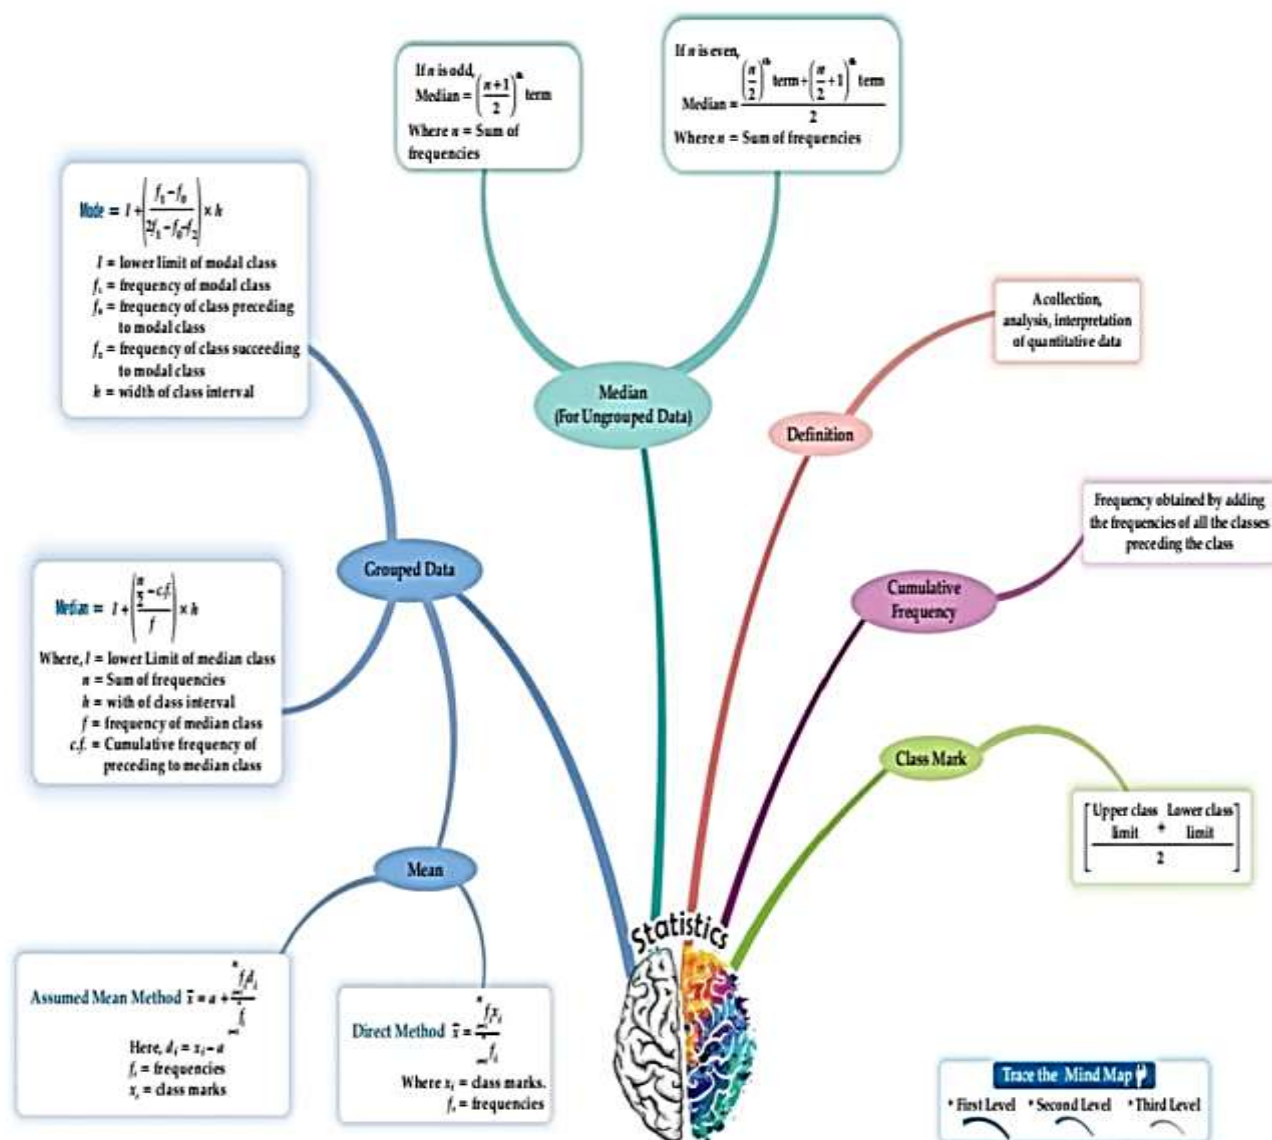 If n is odd,
Median = ((n+1)/2)^th term
Where n = Sum of
frequencies
If n is even,
Median = ((n/2)^th term + (n/2 +1)^th term)/2
Where n = Sum of frequencies
Mode = l + ((f₁ – f₀)/(2f₁ – f₀ – f₂)) × h
l = lower limit of modal class
f₁ = frequency of modal class
f₀ = frequency of class preceding
to modal class
f₂ = frequency of class succeeding
to modal class
h = width of class interval
A collection,
analysis, interpretation
of quantitative data
Median
(For Ungrouped Data)
Definition
Frequency obtained by adding
the frequencies of all the classes
preceding the class
Grouped Data
Cumulative
Frequency
Median = l + ((n/2 – c.f.)/f) × h
Where, l = lower Limit of median class
n = Sum of frequencies
h = with of class interval
f = frequency of median class
c.f. = Cumulative frequency of
preceding to median class
Class Mark
[(Upper class limit + Lower class limit)/2]
Mean
Statistics
Assumed Mean Method x̄ = a + fᵢdᵢ/fᵢ
Here, dᵢ = xᵢ – a
fᵢ = frequencies
xᵢ = class marks
Direct Method x̄ = fᵢxᵢ/fᵢ
Where xᵢ = class marks.
fᵢ = frequencies
Trace the Mind Map
* First Level * Second Level * Third Level